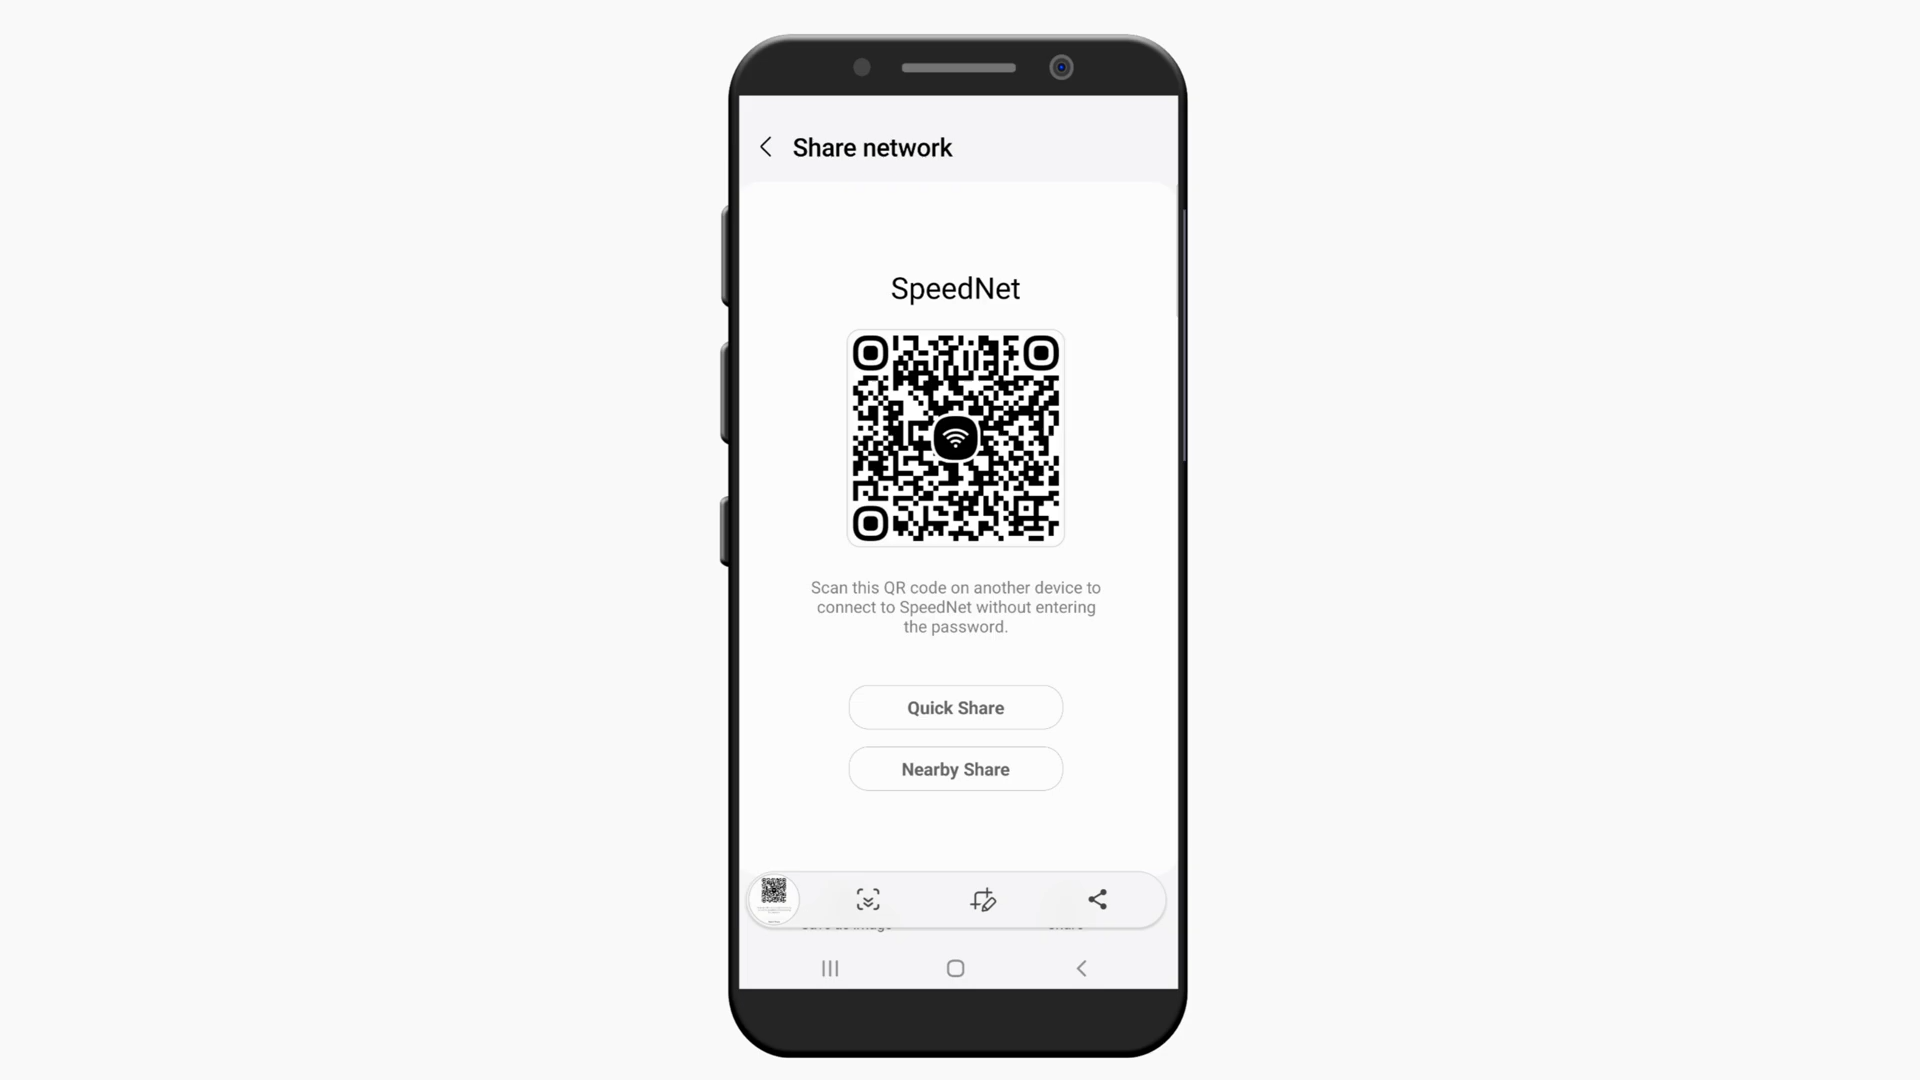 Share network
SpeedNet
Scan this QR code on another device to
connect to SpeedNet without entering
the password.
Quick Share
Nearby Share